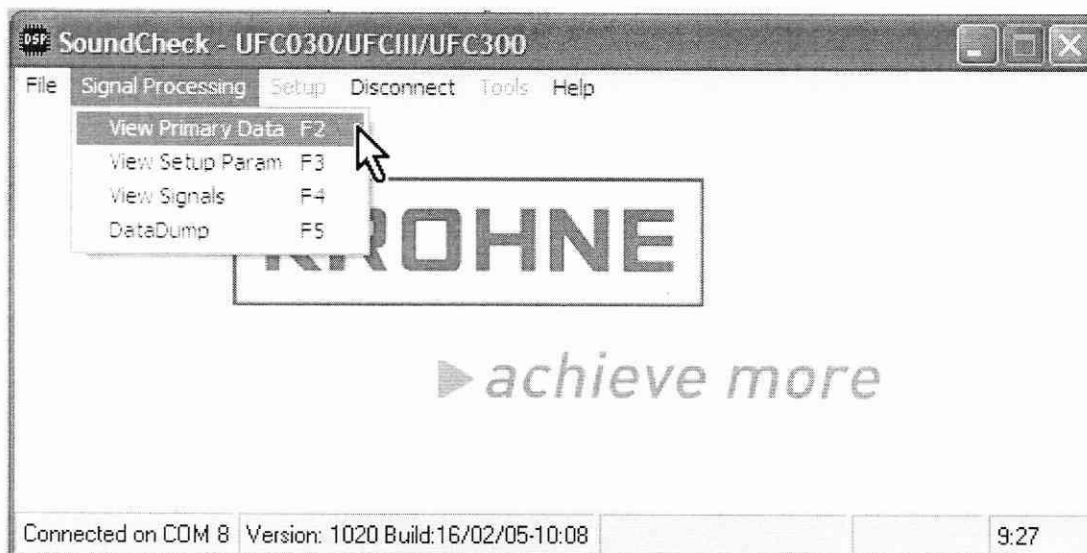 DSP SoundCheck - UFC030/UFCIII/UFC300
File Signal Processing Setup Disconnect Tools Help
View Primary Data F2
View Setup Param F3
View Signals F4
DataDump F5
KROHNE
achieve more
Connected on COM 8 Version: 1020 Build:16/02/05-10:08 9:27